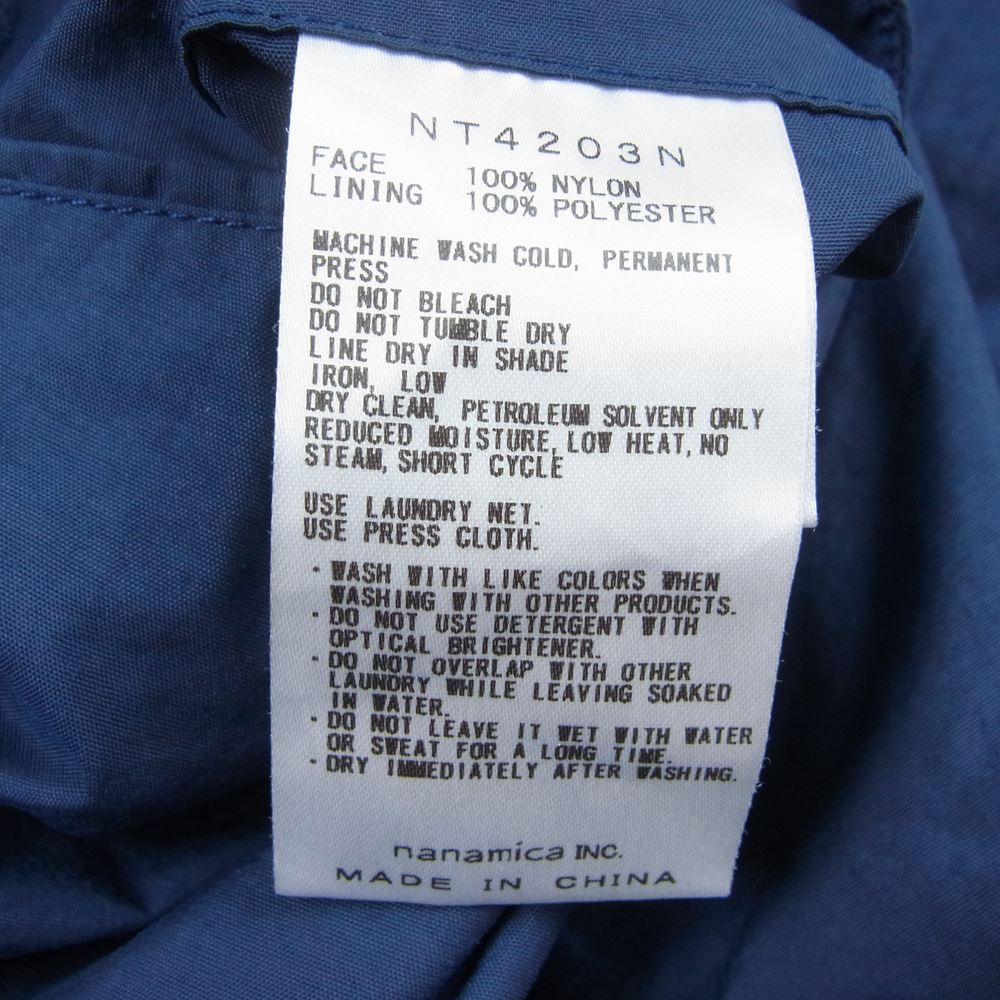 NT4203N
FACE 100% NYLON
LINING 100% POLYESTER
MACHINE WASH COLD, PERMANENT
PRESS
DO NOT BLEACH
DO NOT TUMBLE DRY
LINE DRY IN SHADE
IRON, LOW
DRY CLEAN, PETROLEUM SOLVENT ONLY
REDUCED MOISTURE, LOW HEAT, NO
STEAM, SHORT CYCLE
USE LAUNDRY NET.
USE PRESS CLOTH.
・WASH WITH LIKE COLORS WHEN
WASHING WITH OTHER PRODUCTS.
・DO NOT USE DETERGENT WITH
OPTICAL BRIGHTENER.
・DO NOT OVERLAP WITH OTHER
LAUNDRY WHILE LEAVING SOAKED
IN WATER.
・DO NOT LEAVE IT WET WITH WATER
OR SWEAT FOR A LONG TIME.
・DRY IMMEDIATELY AFTER WASHING.
nanamica INC.
MADE IN CHINA